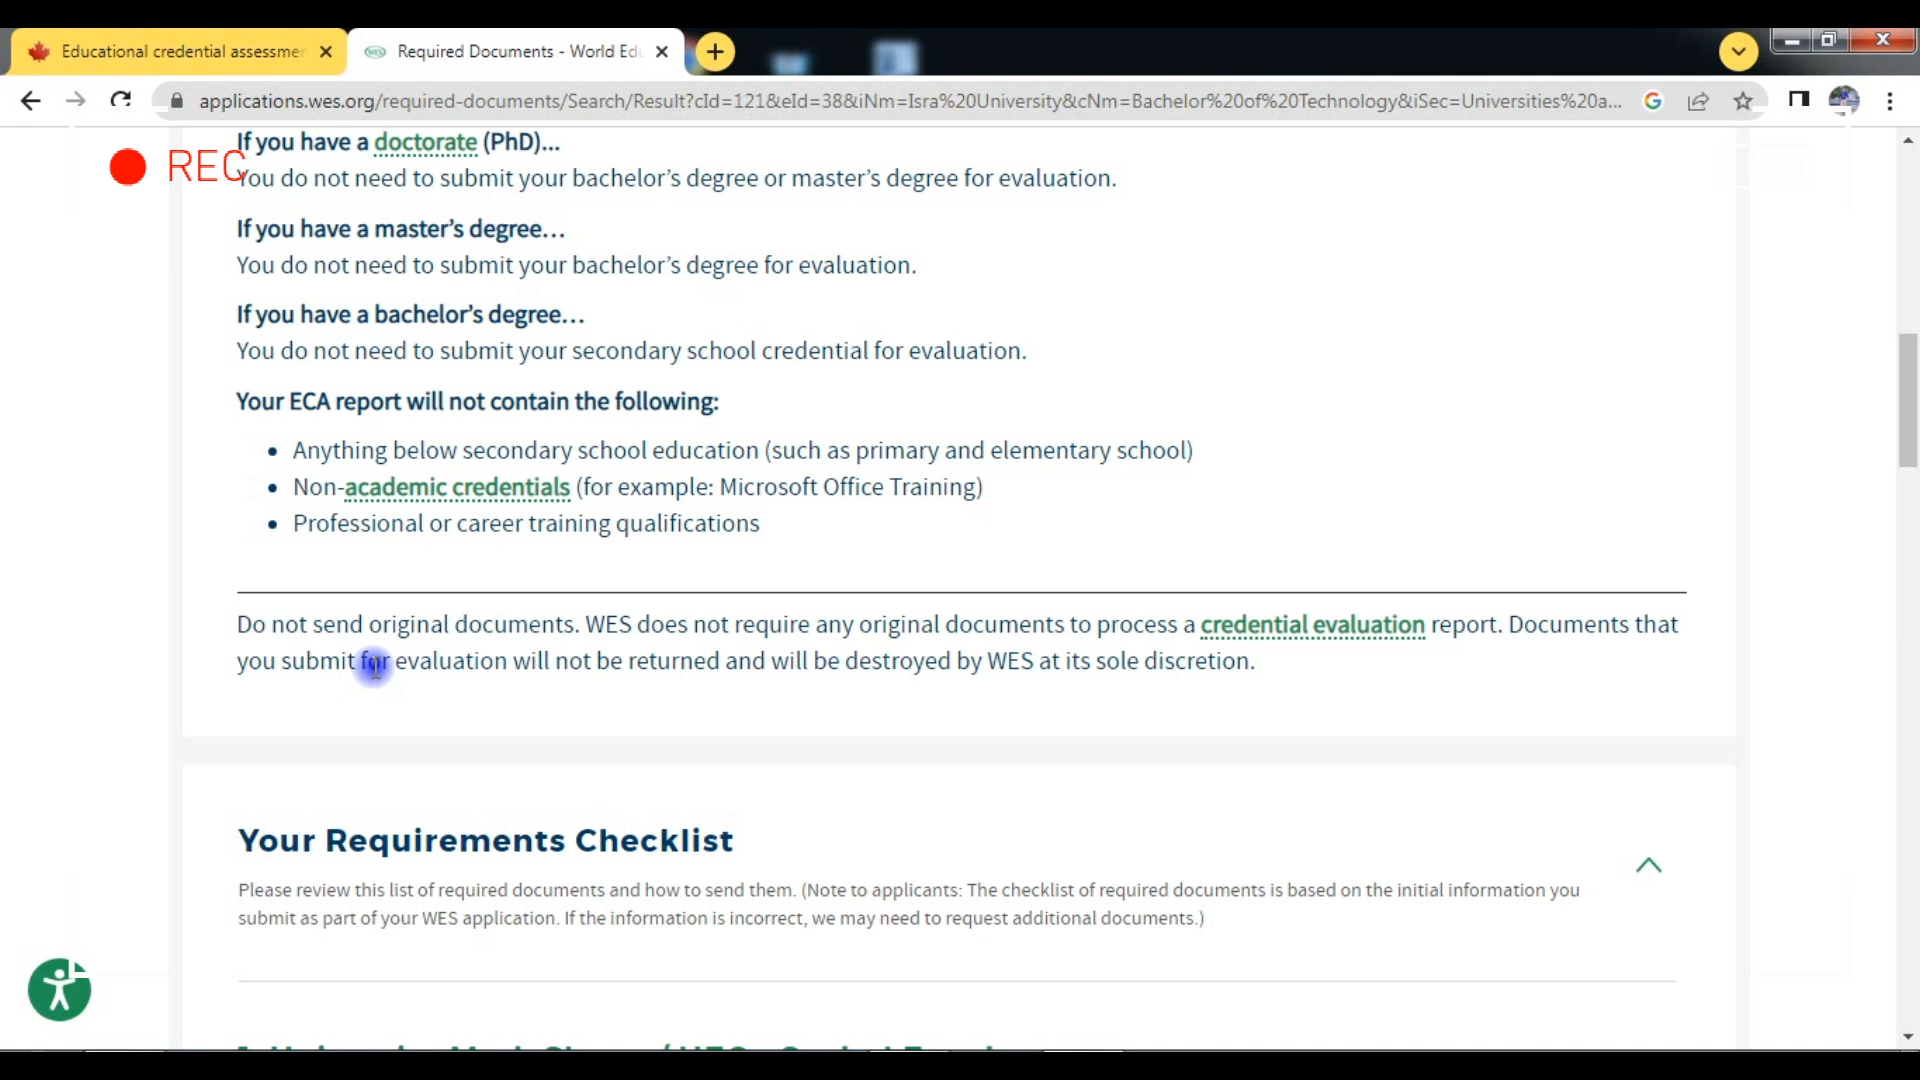 Educational credential assessmen
Required Documents - World Edu
applications.wes.org/required-documents/Search/Result?cId=121&eId=38&iNm=Isra%20University&cNm=Bachelor%20of%20Technology&iSec=Universities%20a...
If you have a doctorate (PhD)...
REC
You do not need to submit your bachelor's degree or master's degree for evaluation.
If you have a master's degree...
You do not need to submit your bachelor's degree for evaluation.
If you have a bachelor's degree...
You do not need to submit your secondary school credential for evaluation.
Your ECA report will not contain the following:
• Anything below secondary school education (such as primary and elementary school)
• Non-academic credentials (for example: Microsoft Office Training)
• Professional or career training qualifications
Do not send original documents. WES does not require any original documents to process a credential evaluation report. Documents that
you submit for evaluation will not be returned and will be destroyed by WES at its sole discretion.
Your Requirements Checklist
Please review this list of required documents and how to send them. (Note to applicants: The checklist of required documents is based on the initial information you
submit as part of your WES application. If the information is incorrect, we may need to request additional documents.)